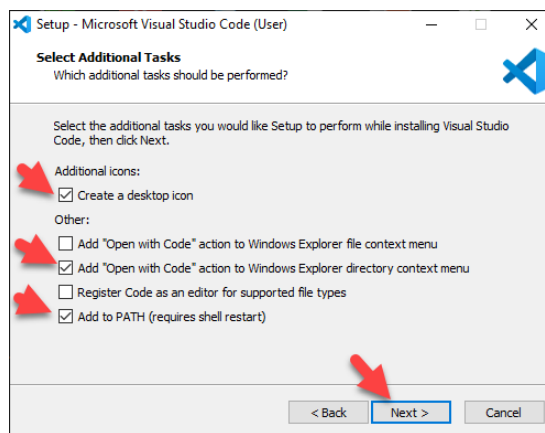 Setup - Microsoft Visual Studio Code (User)
Select Additional Tasks
Which additional tasks should be performed?
Select the additional tasks you would like Setup to perform while installing Visual Studio
Code, then click Next.
Additional icons:
Create a desktop icon
Other:
Add "Open with Code" action to Windows Explorer file context menu
Add "Open with Code" action to Windows Explorer directory context menu
Register Code as an editor for supported file types
Add to PATH (requires shell restart)
< Back Next > Cancel